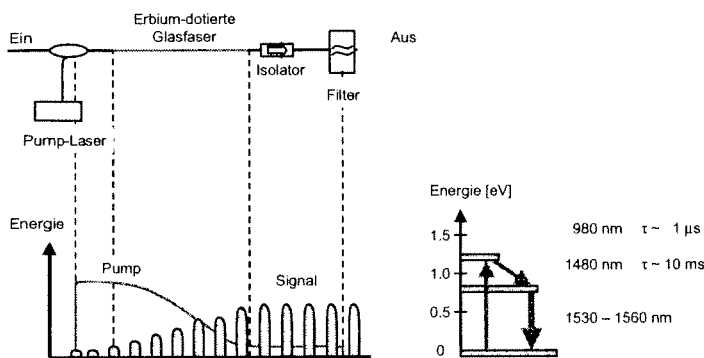 Ein
Erbium-dotierte
Glasfaser
Aus
Isolator
Filter
Pump-Laser
Energie
Pump
Signal
Energie [eV]
1.5
1.0
0.5
0
980 nm τ ~ 1 µs
1480 nm τ ~ 10 ms
1530 – 1560 nm